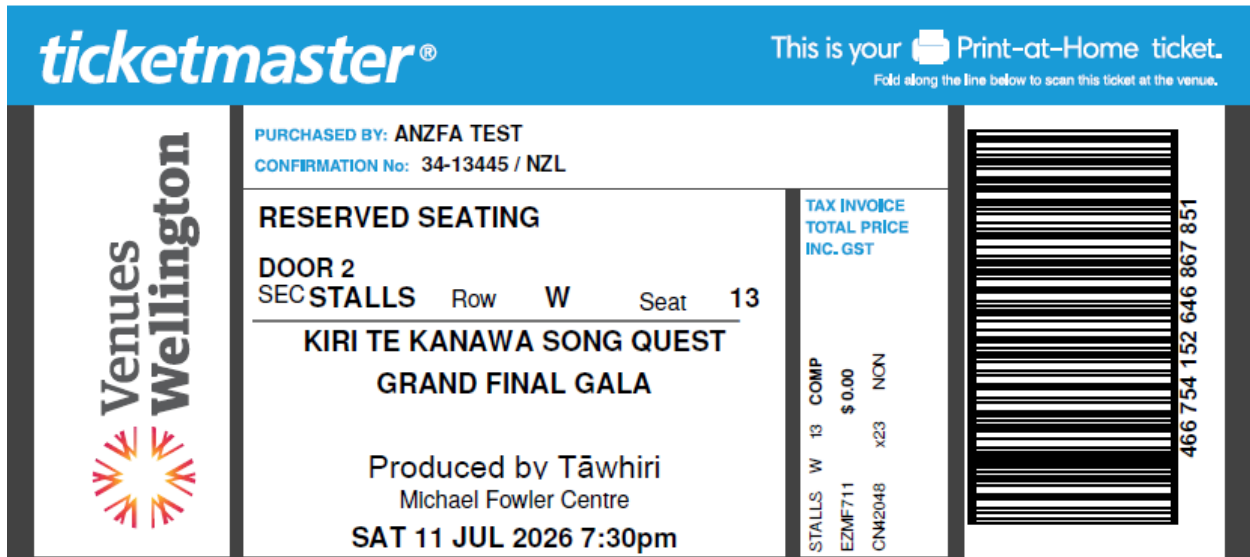 ticketmaster®
This is your Print-at-Home ticket.
Fold along the line below to scan this ticket at the venue.
Venues
Wellington
PURCHASED BY: ANZFA TEST
CONFIRMATION No: 34-13445 / NZL
RESERVED SEATING
DOOR 2
SEC STALLS Row W Seat 13
KIRI TE KANAWA SONG QUEST
GRAND FINAL GALA
Produced by Tāwhiri
Michael Fowler Centre
SAT 11 JUL 2026 7:30pm
TAX INVOICE
TOTAL PRICE
INC. GST
STALLS W 13 COMP
EZMF711 $ 0.00
CN42048 x23 NON
466 754 152 646 867 851